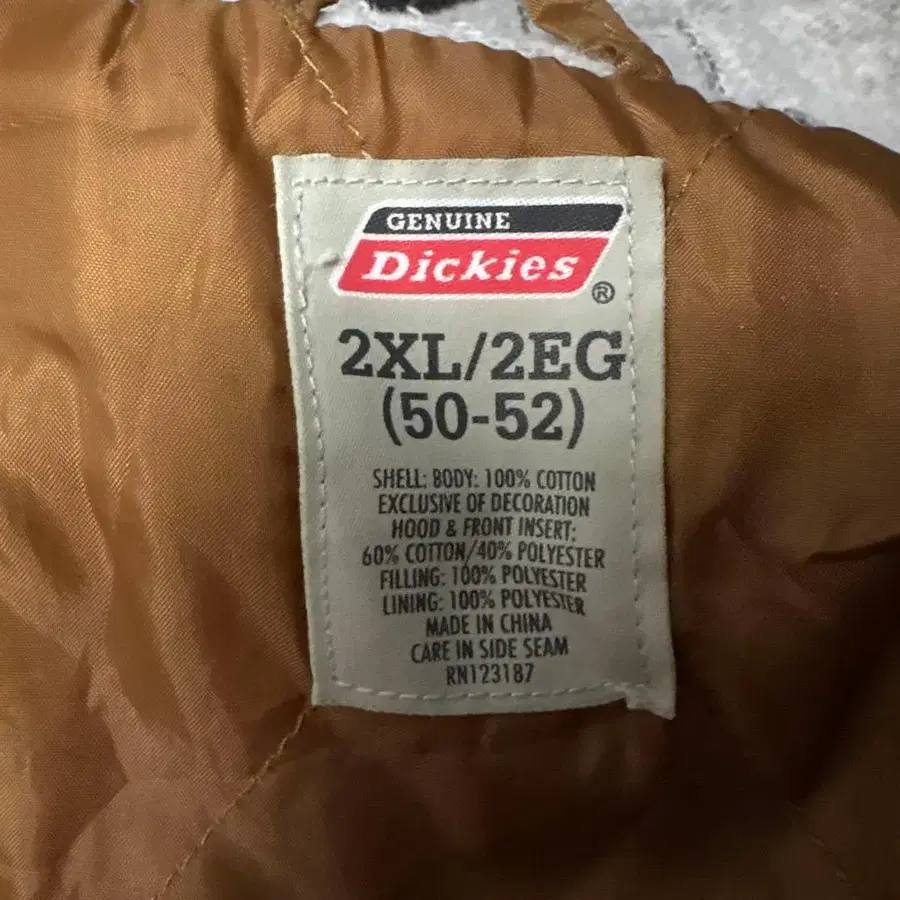 GENUINE
Dickies
®
2XL/2EG
(50-52)
SHELL: BODY: 100% COTTON
EXCLUSIVE OF DECORATION
HOOD & FRONT INSERT:
60% COTTON/40% POLYESTER
FILLING: 100% POLYESTER
LINING: 100% POLYESTER
MADE IN CHINA
CARE IN SIDE SEAM
RN123187